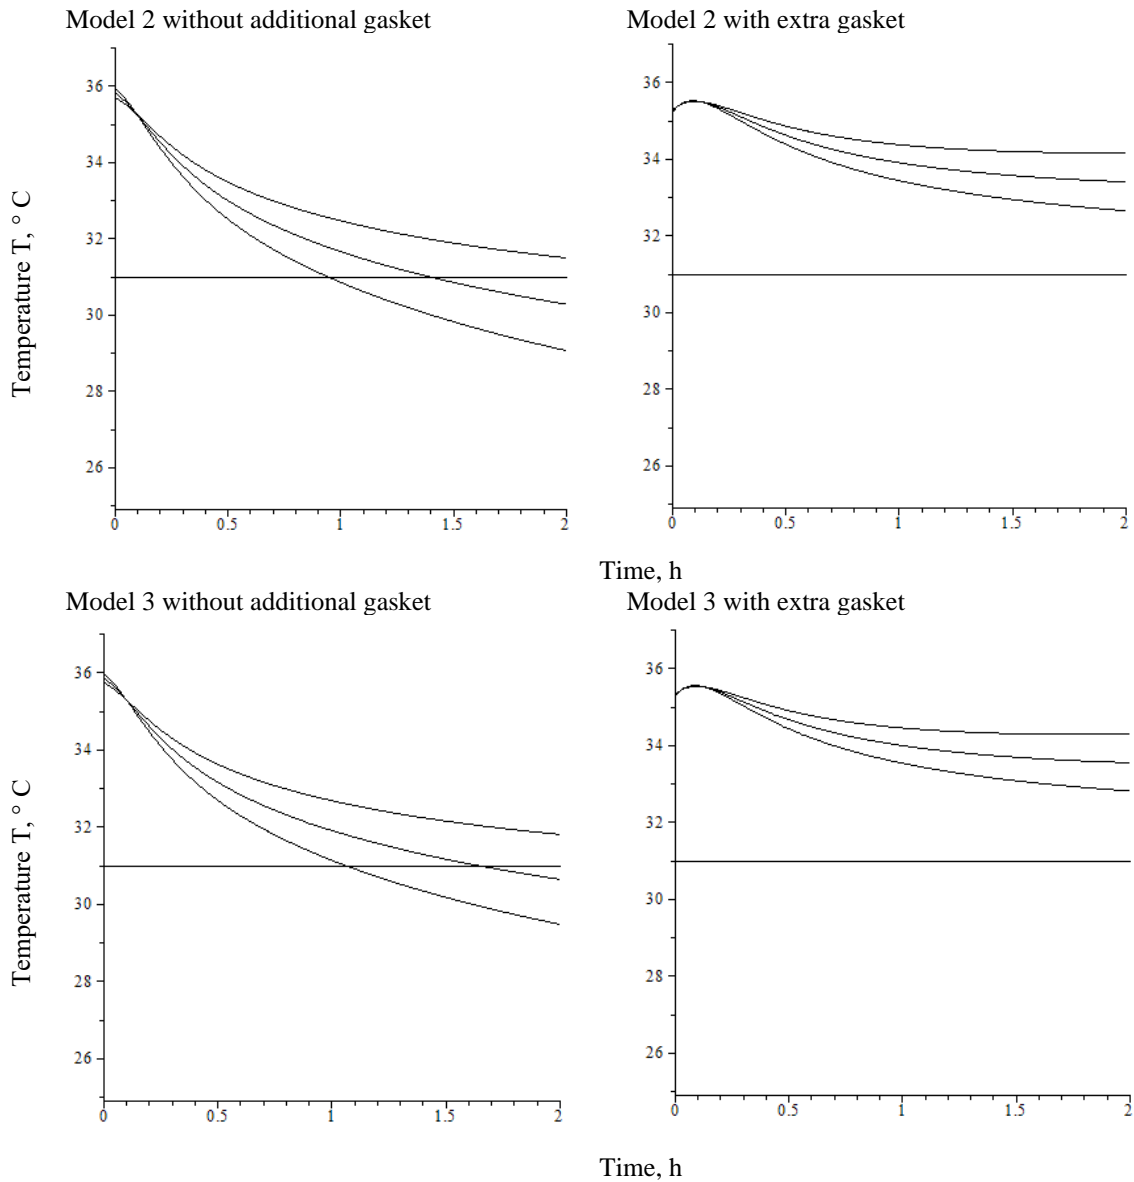 Model 2 without additional gasket
Model 2 with extra gasket
Temperature T, ° C
36
34
32
30
28
26
0 0.5 1 1.5 2
36
34
32
30
28
26
0 0.5 1 1.5 2
Time, h
Model 3 without additional gasket
Model 3 with extra gasket
Temperature T, ° C
36
34
32
30
28
26
0 0.5 1 1.5 2
36
34
32
30
28
26
0 0.5 1 1.5 2
Time, h